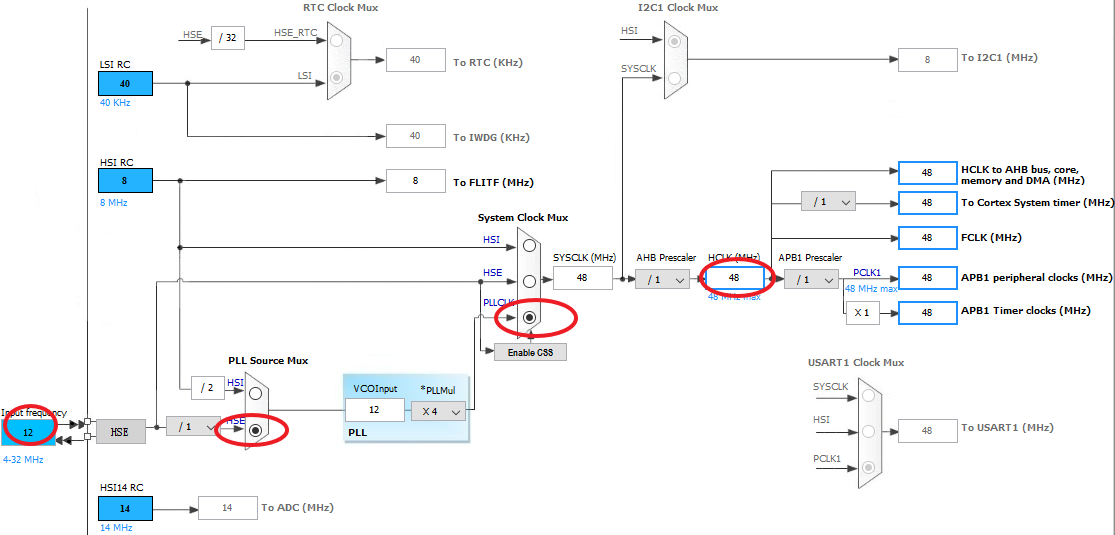 RTC Clock Mux
I2C1 Clock Mux
HSE
/ 32
HSE_RTC
HSI
LSI RC
40
40 KHz
LSI
40
To RTC (KHz)
SYSCLK
8
To I2C1 (MHz)
40
To IWDG (KHz)
HSI RC
8
8 MHz
8
To FLITF (MHz)
48
HCLK to AHB bus, core,
memory and DMA (MHz)
/ 1
48
To Cortex System timer (MHz)
System Clock Mux
HSI
48
FCLK (MHz)
SYSCLK (MHz)
AHB Prescaler
HCLK (MHz)
APB1 Prescaler
HSE
48
/ 1
48
48 MHz max
/ 1
PCLK1
48 MHz max
48
APB1 peripheral clocks (MHz)
PLLCLK
X 1
48
APB1 Timer clocks (MHz)
Enable CSS
PLL Source Mux
USART1 Clock Mux
/ 2
HSI
VCOInput
*PLLMul
12
X 4
PLL
SYSCLK
Input frequency
12
4-32 MHz
HSE
/ 1
HSE
HSI
48
To USART1 (MHz)
PCLK1
HSI14 RC
14
14 MHz
14
To ADC (MHz)